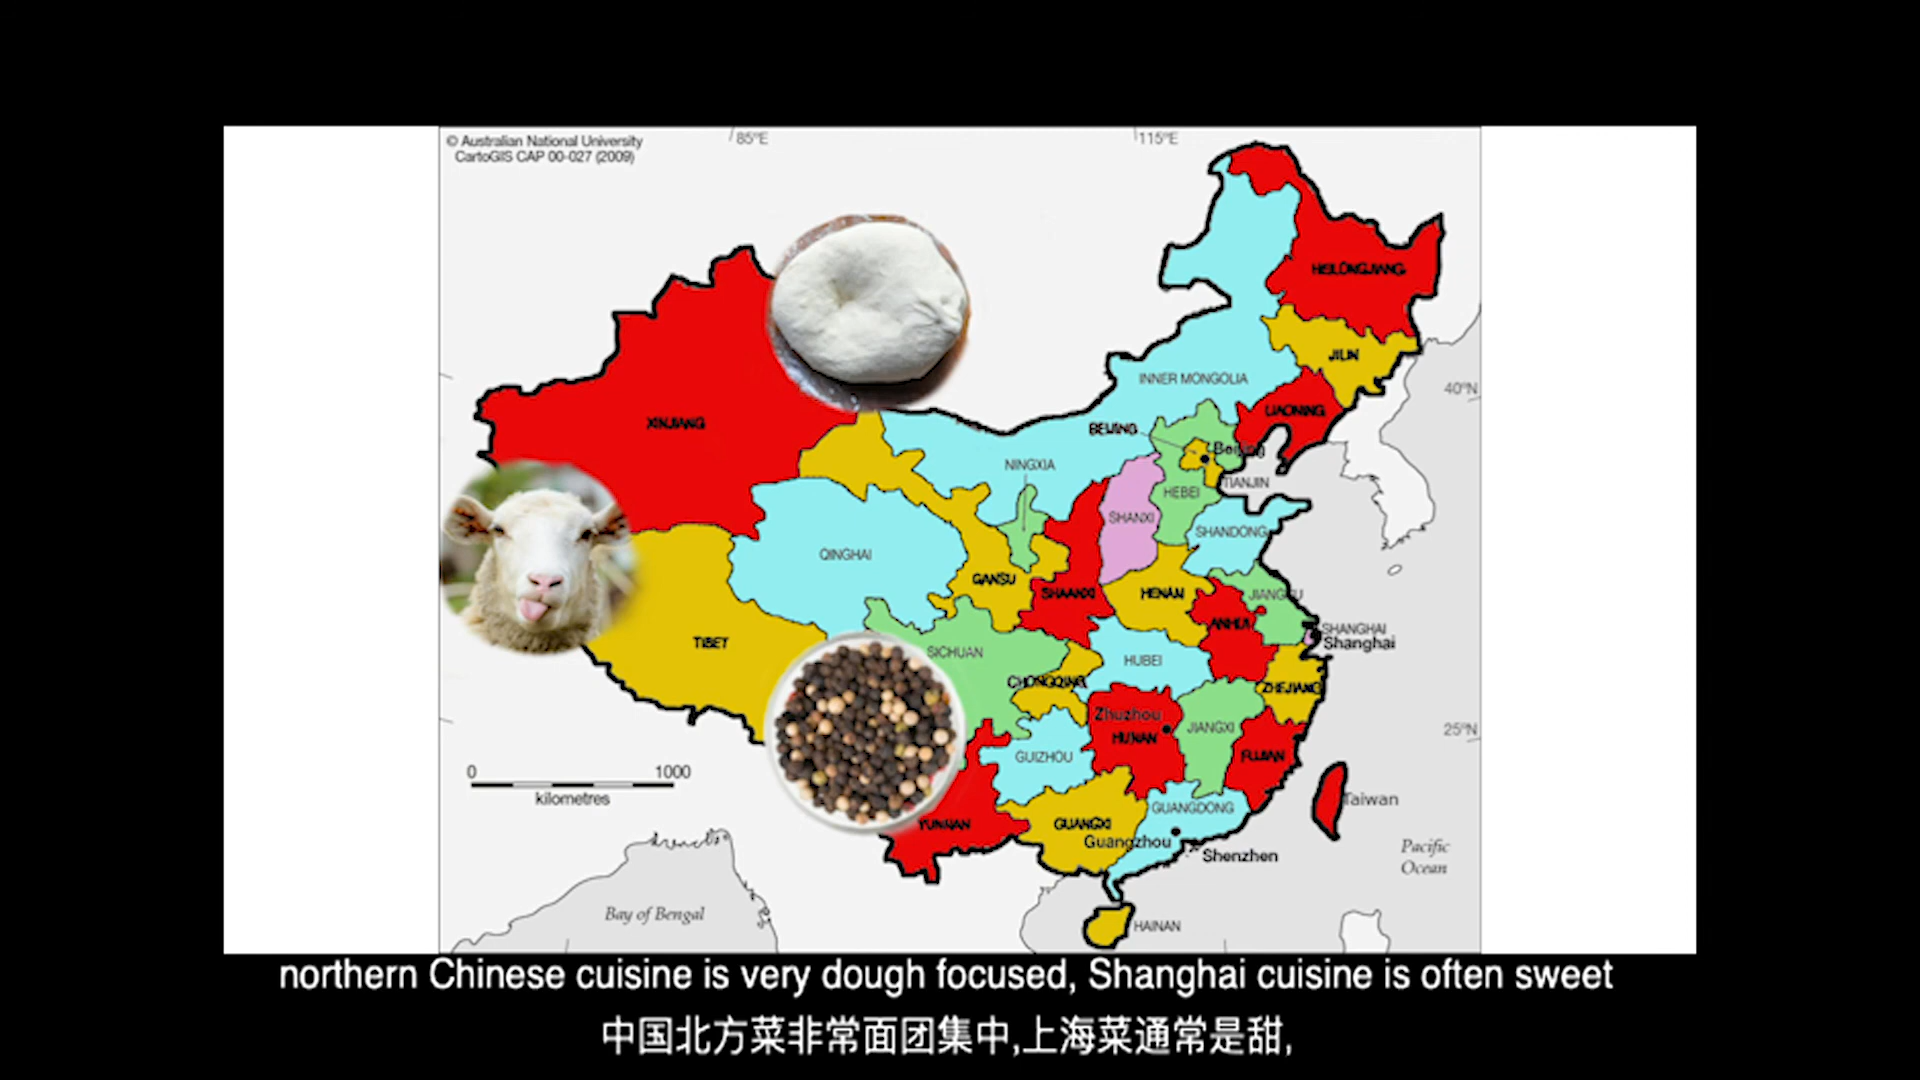 © Australian National University
CartoGIS CAP 00-027 (2009)
85°E
115°E
HEILONGJIANG
JILIN
INNER MONGOLIA
40°N
LIAONING
XINJIANG
BEIJING
Beijing
NINGXIA
TIANJIN
HEBEI
SHANXI
SHANDONG
QINGHAI
GANSU
SHAANXI
HENAN
JIANGSU
ANHUI
SHANGHAI
Shanghai
TIBET
SICHUAN
HUBEI
CHONGQING
ZHEJIANG
Zhuzhou
HUNAN
JIANGXI
25°N
GUIZHOU
FUJIAN
0 1000
kilometres
Taiwan
GUANGDONG
YUNNAN
GUANGXI
Guangzhou
Shenzhen
Pacific
Ocean
Bay of Bengal
HAINAN
northern Chinese cuisine is very dough focused, Shanghai cuisine is often sweet
中国北方菜非常面团集中,上海菜通常是甜,